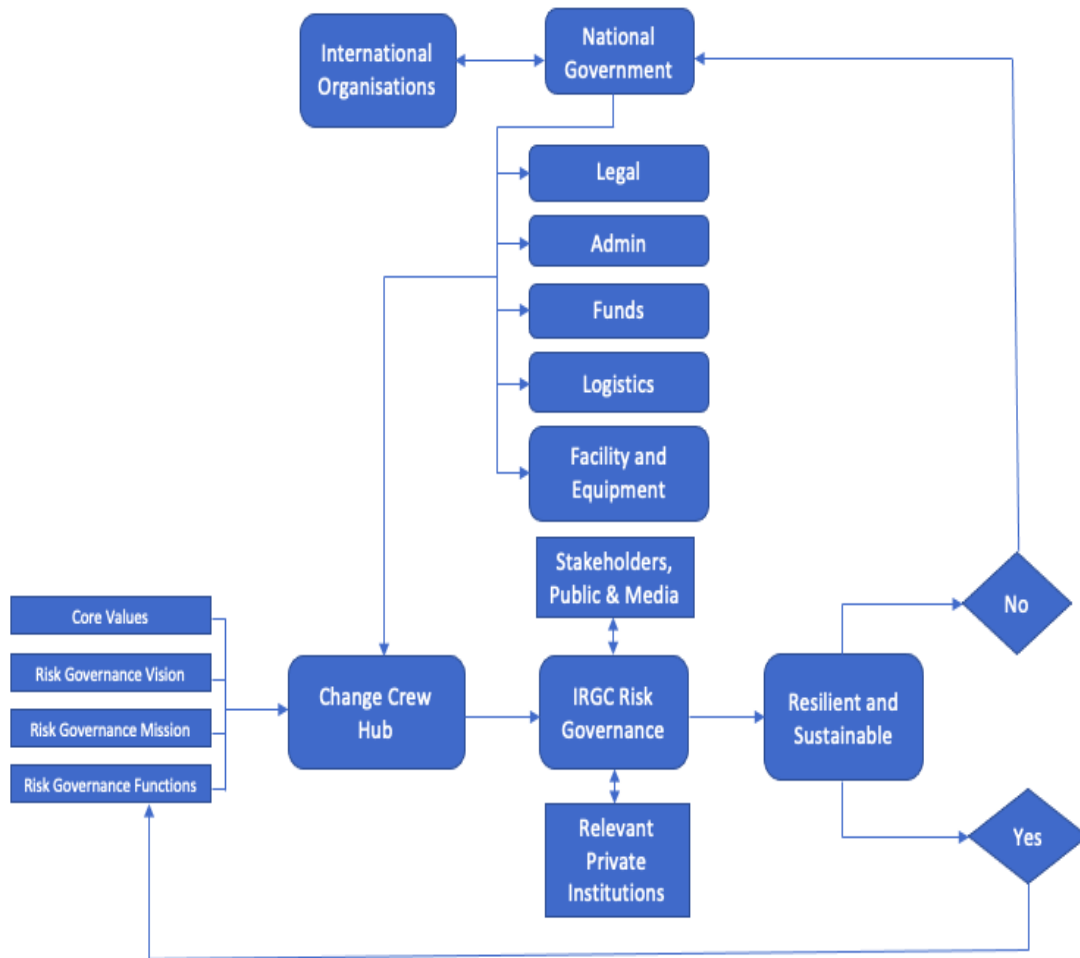 International
Organisations
National
Government
Legal
Admin
Funds
Logistics
Facility and
Equipment
Stakeholders,
Public & Media
Core Values
Risk Governance Vision
Risk Governance Mission
Risk Governance Functions
Change Crew
Hub
IRGC Risk
Governance
Resilient and
Sustainable
No
Yes
Relevant
Private
Institutions